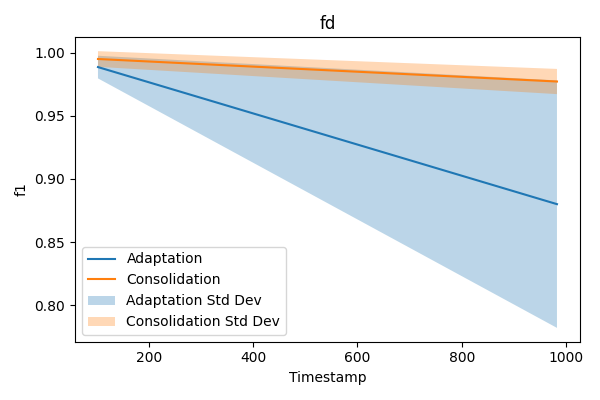 fd
1.00
0.95
0.90
0.85
0.80
f1
Adaptation
Consolidation
Adaptation Std Dev
Consolidation Std Dev
200
400
600
800
1000
Timestamp